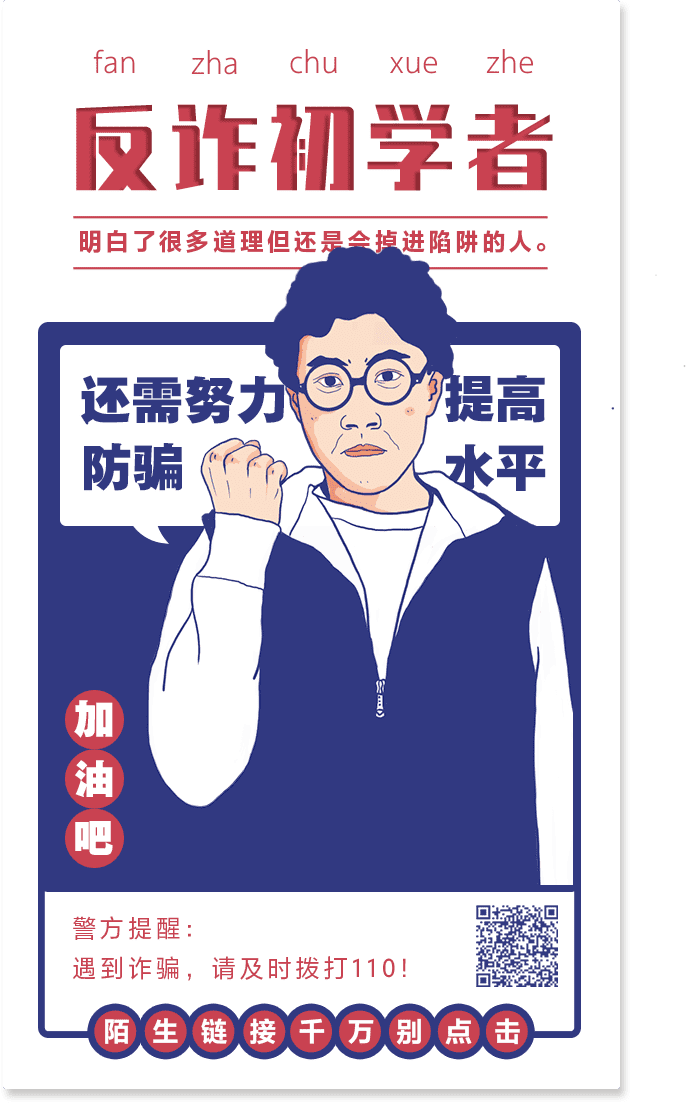 fan zha chu xue zhe
反诈初学者
明白了很多道理但还是会掉进陷阱的人。
还需努力 提高
防骗 水平
加
油
吧
警方提醒：
遇到诈骗，请及时拨打110！
陌生链接千万别点击